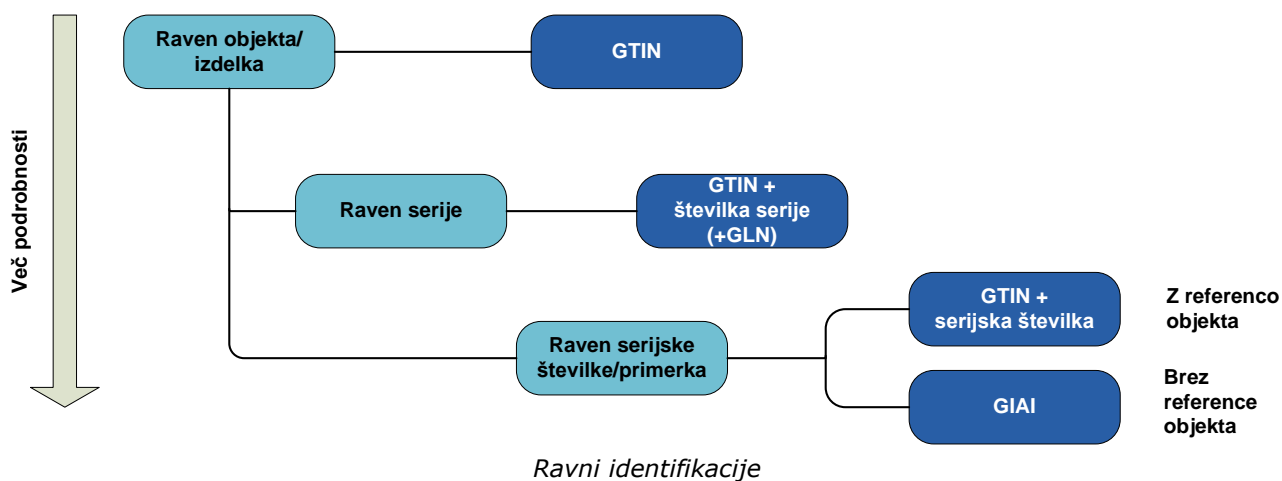 Več podrobnosti
Raven objekta/
izdelka
GTIN
Raven serije
GTIN +
številka serije
(+GLN)
Raven serijske
številke/primerka
GTIN +
serijska številka
Z referenco
objekta
GIAI
Brez
reference
objekta
Ravni identifikacije